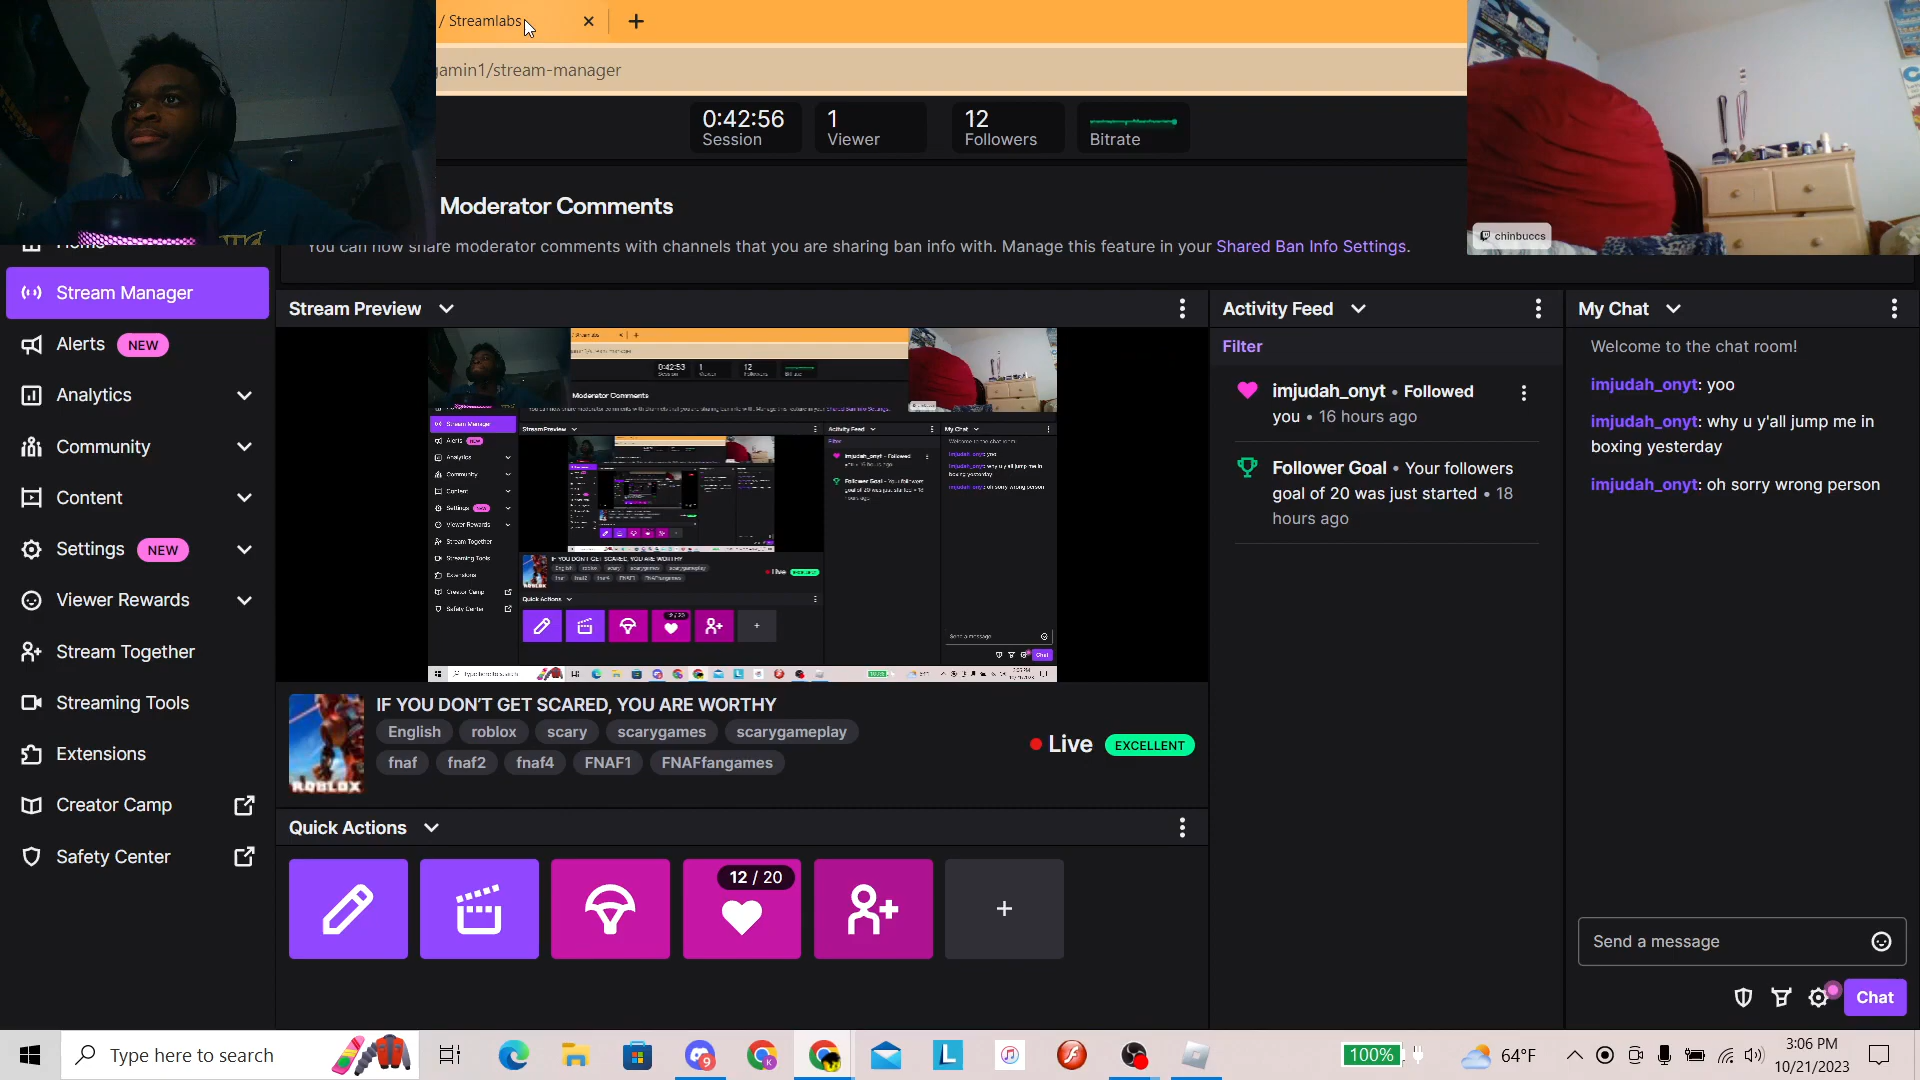 / Streamlabs
gamin1/stream-manager
0:42:56
Session
1
Viewer
12
Followers
Bitrate
Moderator Comments
You can now share moderator comments with channels that you are sharing ban info with. Manage this feature in your Shared Ban Info Settings.
chinbuccs
Home
Stream Manager
Alerts NEW
Analytics
Community
Content
Settings NEW
Viewer Rewards
Stream Together
Streaming Tools
Extensions
Creator Camp
Safety Center
Stream Preview
0:42:53
IF YOU DON'T GET SCARED, YOU ARE WORTHY
English roblox scary scarygames scarygameplay
fnaf fnaf2 fnaf4 FNAF1 FNAFfangames
ROBLOX
Live EXCELLENT
Quick Actions
12 / 20
Activity Feed
Filter
imjudah_onyt • Followed
you • 16 hours ago
Follower Goal • Your followers
goal of 20 was just started • 18
hours ago
My Chat
Welcome to the chat room!
imjudah_onyt: yoo
imjudah_onyt: why u y'all jump me in
boxing yesterday
imjudah_onyt: oh sorry wrong person
Send a message
Chat
Type here to search
9
K
L
100%
64°F
3:06 PM
10/21/2023